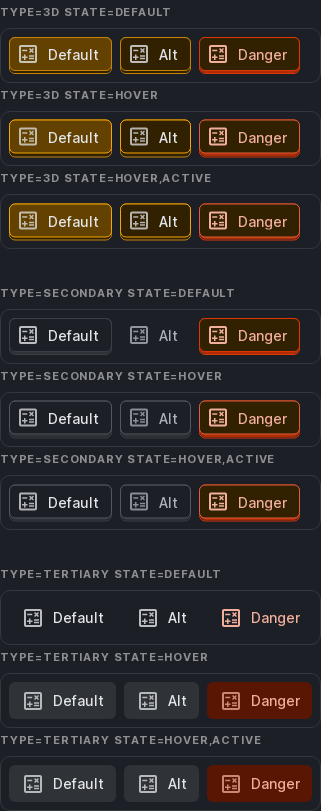 TYPE=3D STATE=DEFAULT
Default Alt Danger
TYPE=3D STATE=HOVER
Default Alt Danger
TYPE=3D STATE=HOVER,ACTIVE
Default Alt Danger
TYPE=SECONDARY STATE=DEFAULT
Default Alt Danger
TYPE=SECONDARY STATE=HOVER
Default Alt Danger
TYPE=SECONDARY STATE=HOVER,ACTIVE
Default Alt Danger
TYPE=TERTIARY STATE=DEFAULT
Default Alt Danger
TYPE=TERTIARY STATE=HOVER
Default Alt Danger
TYPE=TERTIARY STATE=HOVER,ACTIVE
Default Alt Danger